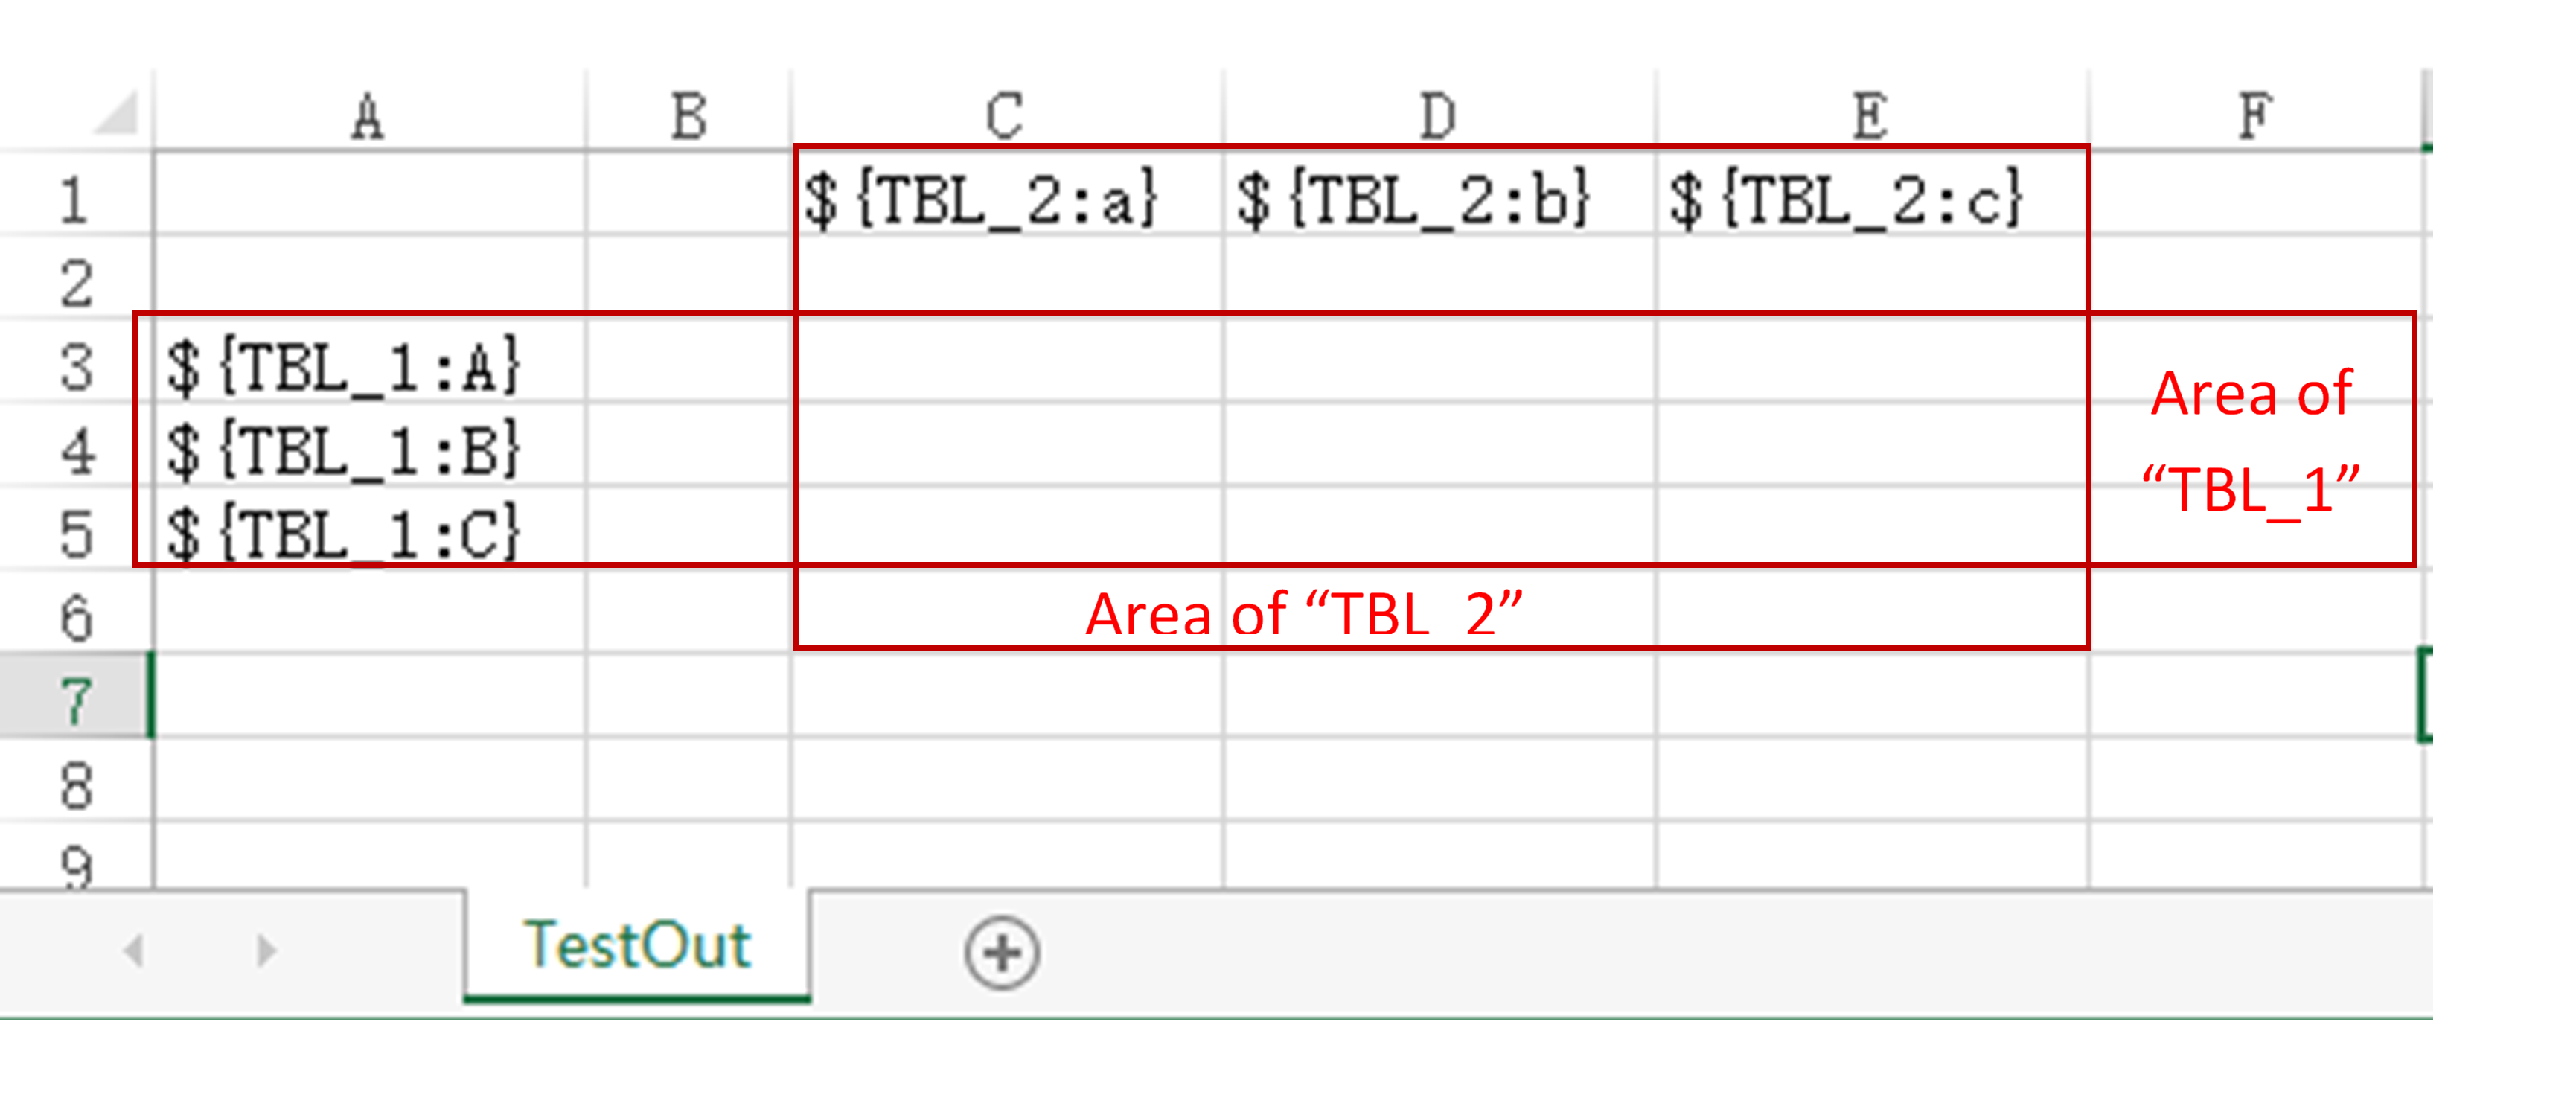 A B C D E F
1 ${TBL_2:a} ${TBL_2:b} ${TBL_2:c}
2
3 ${TBL_1:A}
4 ${TBL_1:B}
5 ${TBL_1:C}
Area of
“TBL_1”
6 Area of “TBL_2”
7
8
9
TestOut